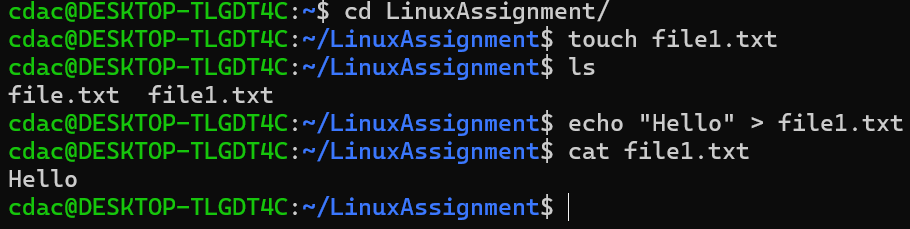 cdac@DESKTOP-TLGDT4C:~$ cd LinuxAssignment/
cdac@DESKTOP-TLGDT4C:~/LinuxAssignment$ touch file1.txt
cdac@DESKTOP-TLGDT4C:~/LinuxAssignment$ ls
file.txt  file1.txt
cdac@DESKTOP-TLGDT4C:~/LinuxAssignment$ echo "Hello" > file1.txt
cdac@DESKTOP-TLGDT4C:~/LinuxAssignment$ cat file1.txt
Hello
cdac@DESKTOP-TLGDT4C:~/LinuxAssignment$